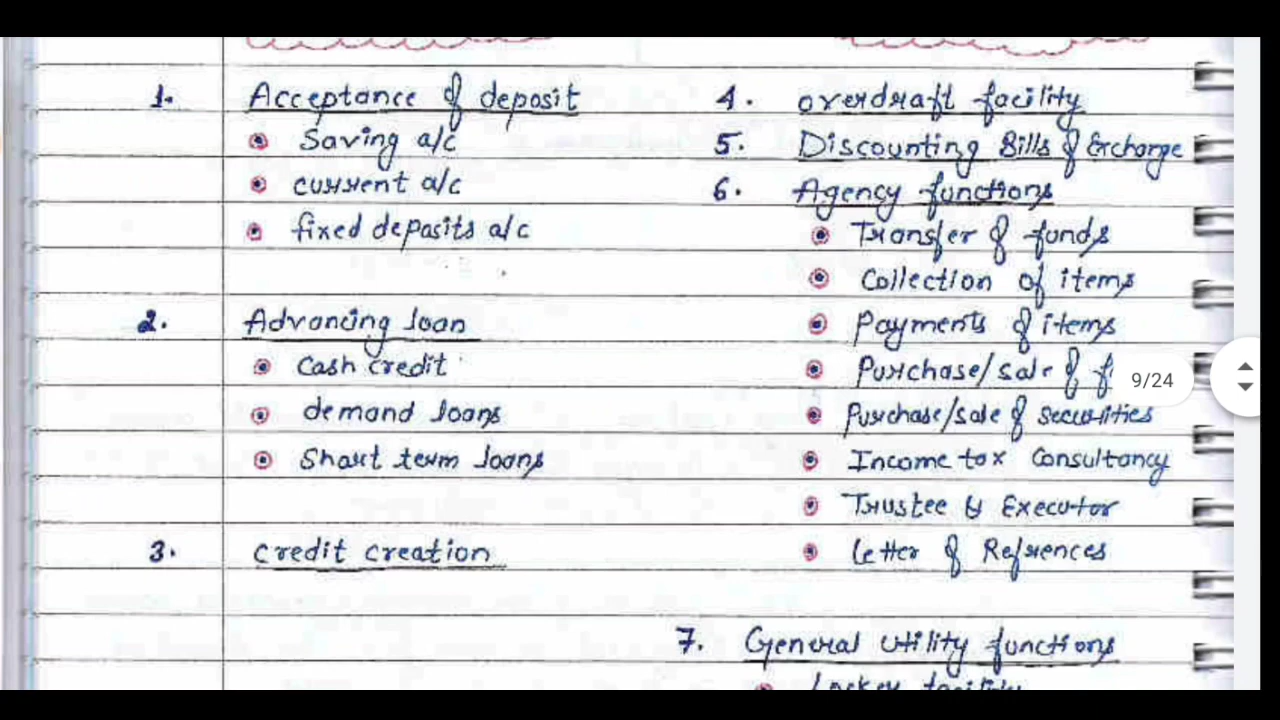 1. Acceptance of deposit
Saving a/c
current a/c
fixed deposits a/c
2. Advancing loan
Cash credit
demand loans
Short term loans
3. credit creation
4. overdraft facility
5. Discounting Bills of Exchange
6. Agency functions
Transfer of funds
Collection of items
Payments of items
Purchase/sale of
Purchase/sale of securities
Income tax Consultancy
Trustee & Executor
Letter of Refrences
7. General Utility functions
Locker facility
9/24